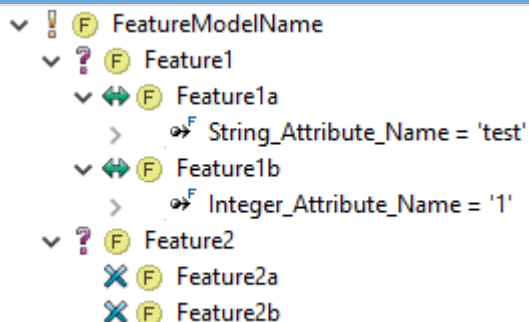 F FeatureModelName
? F Feature1
F Feature1a
F String_Attribute_Name = 'test'
F Feature1b
F Integer_Attribute_Name = '1'
? F Feature2
F Feature2a
F Feature2b